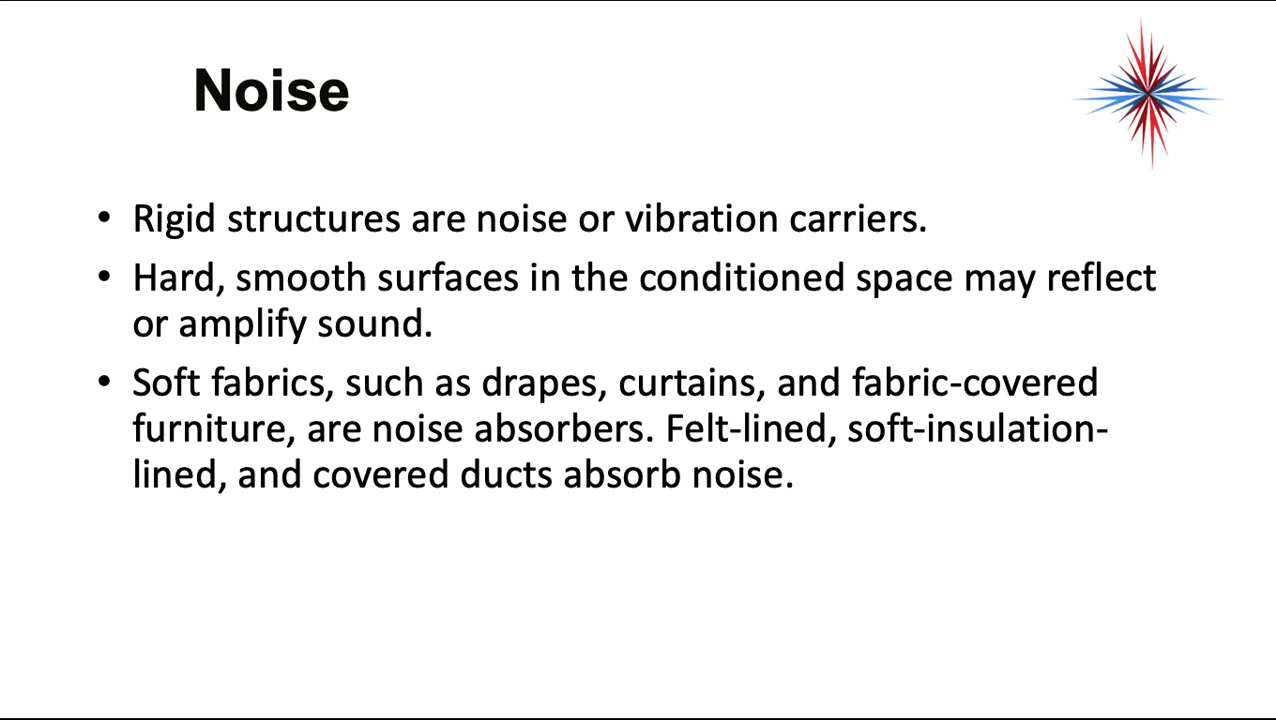 Noise
• Rigid structures are noise or vibration carriers.
• Hard, smooth surfaces in the conditioned space may reflect
or amplify sound.
• Soft fabrics, such as drapes, curtains, and fabric-covered
furniture, are noise absorbers. Felt-lined, soft-insulation-
lined, and covered ducts absorb noise.